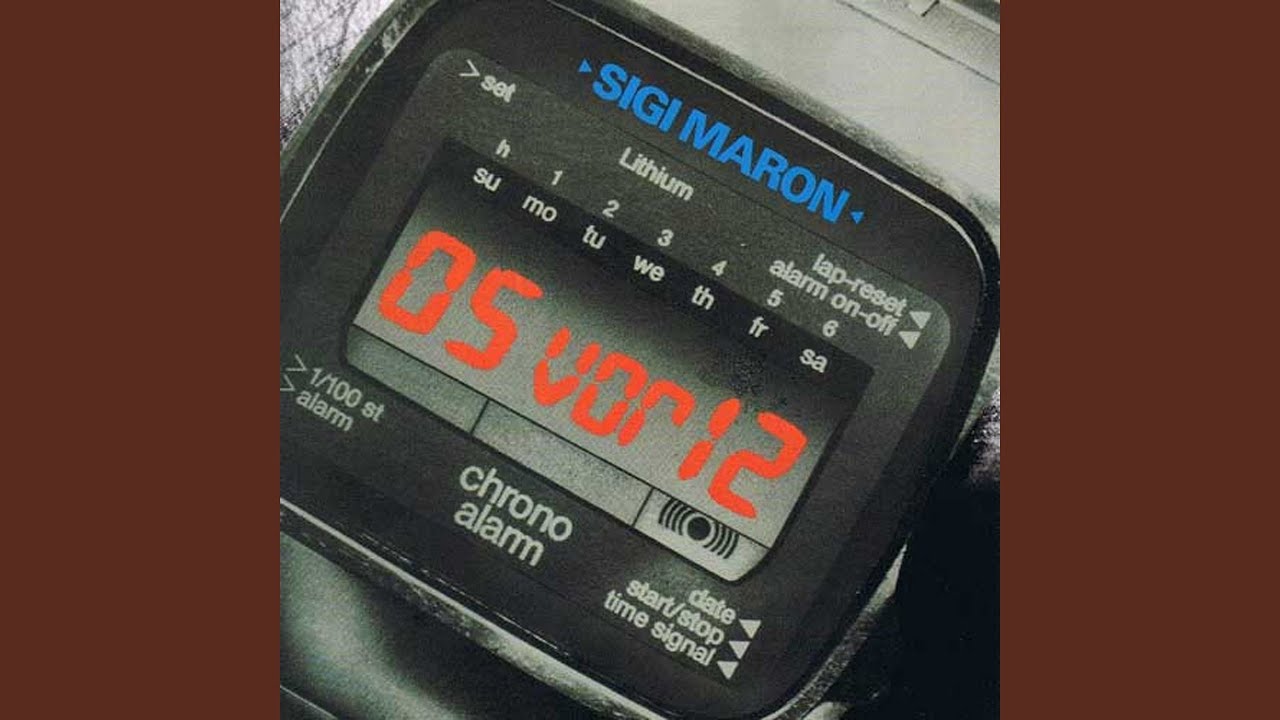 SIGI MARON
> set
Lithium
h 1 2 3 4 5 6
su mo tu we th fr sa
lap-reset
alarm on-off
05 vor 12
> 1/100 st
> alarm
chrono
alarm
date
start/stop
time signal